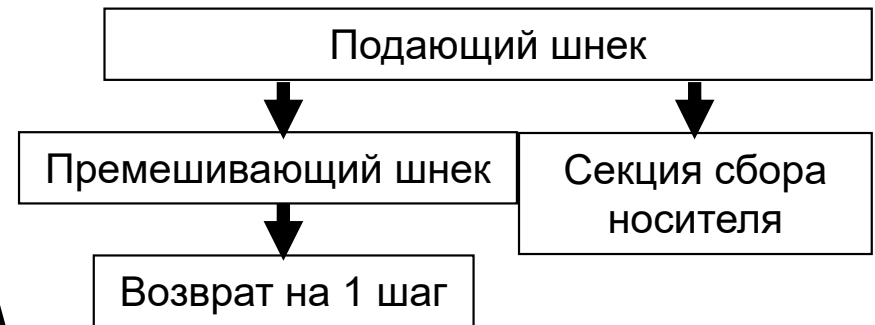 Подающий шнек
Премешивающий шнек
Секция сбора
носителя
Возврат на 1 шаг